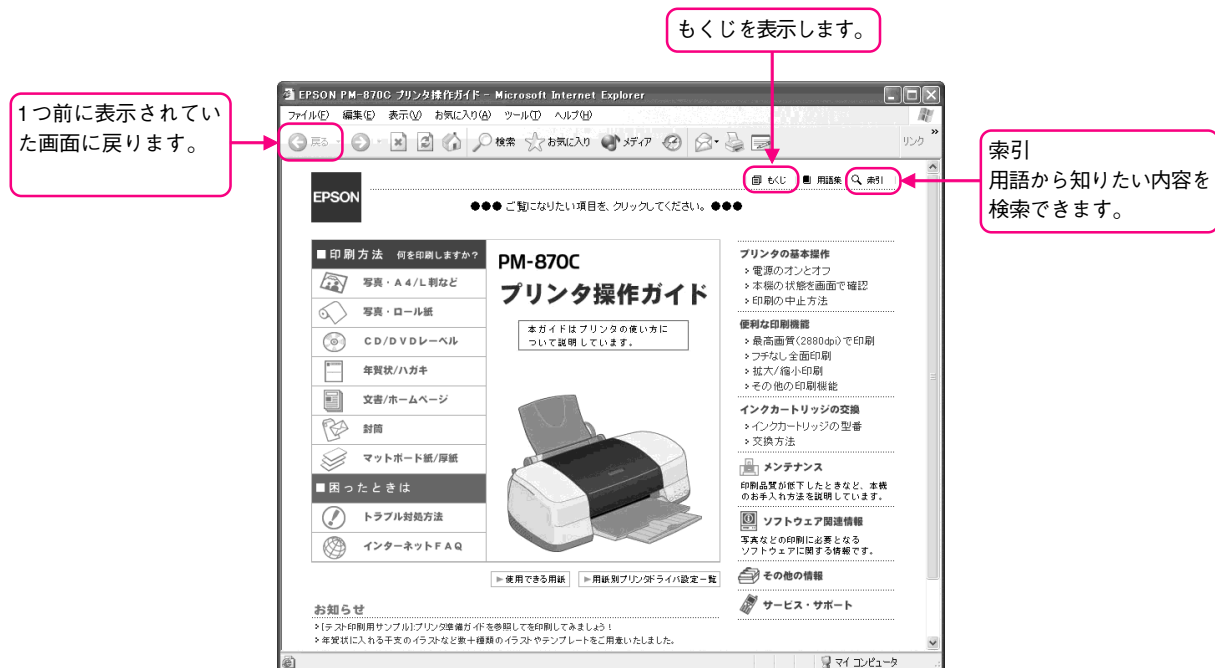 もくじを表示します。
1つ前に表示されてい
た画面に戻ります。
索引
用語から知りたい内容を
検索できます。
EPSON PM-870C プリンタ操作ガイド - Microsoft Internet Explorer
ファイル(F) 編集(E) 表示(V) お気に入り(A) ツール(T) ヘルプ(H)
戻る 検索 お気に入り メディア リンク »
もくじ 用語集 索引
EPSON
●●● ご覧になりたい項目を、クリックしてください。 ●●●
■印刷方法 何を印刷しますか?
写真・A4/L判など
写真・ロール紙
CD/DVDレーベル
年賀状/ハガキ
文書/ホームページ
封筒
マットボード紙/厚紙
■困ったときは
トラブル対処方法
インターネットFAQ
PM-870C
プリンタ操作ガイド
本ガイドはプリンタの使い方に
ついて説明しています。
▶使用できる用紙 ▶用紙別プリンタドライバ設定一覧
プリンタの基本操作
>電源のオンとオフ
>本機の状態を画面で確認
>印刷の中止方法
便利な印刷機能
>最高画質(2880dpi)で印刷
>フチなし全面印刷
>拡大/縮小印刷
>その他の印刷機能
インクカートリッジの交換
>インクカートリッジの型番
>交換方法
メンテナンス
印刷品質が低下したときなど、本機
のお手入れ方法を説明しています。
ソフトウェア関連情報
写真などの印刷に必要となる
ソフトウェアに関する情報です。
その他の情報
サービス・サポート
お知らせ
>[テスト印刷用サンプル]:プリンタ準備ガイドを参照してを印刷してみましょう!
>年賀状に入れる干支のイラストなど数十種類のイラストやテンプレートをご用意いたしました。
マイ コンピュータ